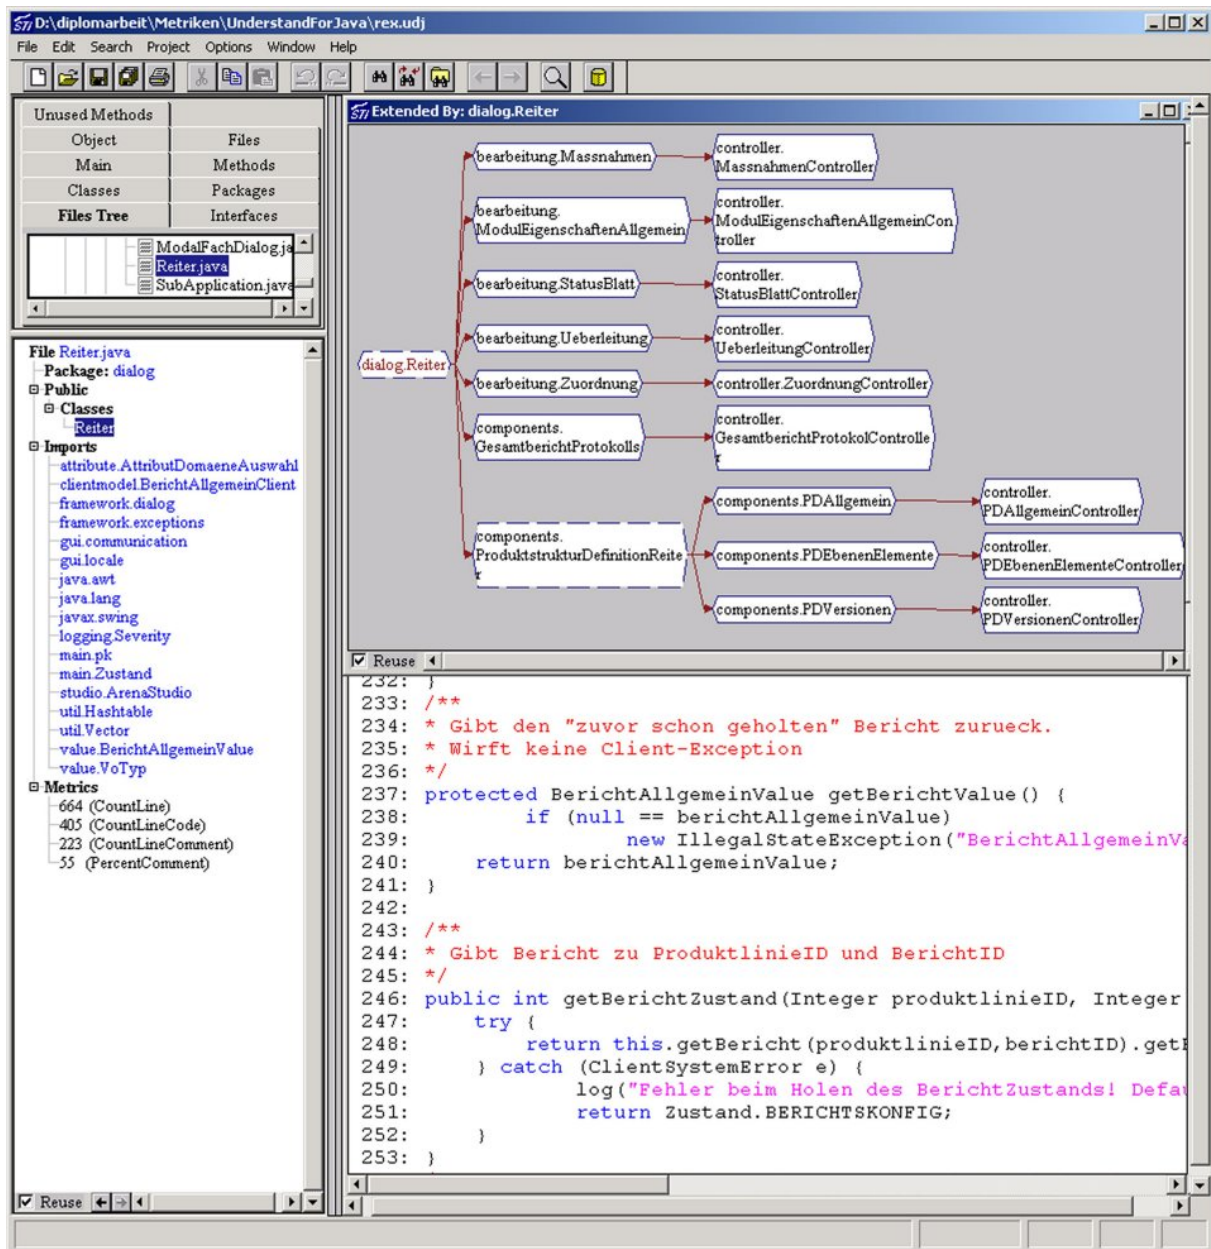 D:\diplomarbeit\Metriken\UnderstandForJava\rex.udj
File Edit Search Project Options Window Help
Unused Methods
Object Files
Main Methods
Classes Packages
Files Tree Interfaces
ModalFachDialog.ja
Reiter.java
SubApplication.java
File Reiter.java
Package: dialog
Public
Classes
Reiter
Imports
attribute.AttributDomaeneAuswahl
clientmodel.BerichtAllgemeinClient
framework.dialog
framework.exceptions
gui.communication
gui.locale
java.awt
java.lang
javax.swing
logging.Severity
main.pk
main.Zustand
studio.ArenaStudio
util.Hashtable
util.Vector
value.BerichtAllgemeinValue
value.VoTyp
Metrics
664 (CountLine)
405 (CountLineCode)
223 (CountLineComment)
55 (PercentComment)
Reuse
Extended By: dialog.Reiter
dialog.Reiter
bearbeitung.Massnahmen
controller.
MassnahmenController
bearbeitung.
ModulEigenschaftenAllgemein
controller.
ModulEigenschaftenAllgemeinCon
troller
bearbeitung.StatusBlatt
controller.
StatusBlattController
bearbeitung.Ueberleitung
controller.
UeberleitungController
bearbeitung.Zuordnung
controller.ZuordnungController
components.
GesamtberichtProtokolls
controller.
GesamtberichtProtokolControlle
r
components.
ProduktstrukturDefinitionReite
r
components.PDAllgemein
controller.
PDAllgemeinController
components.PDEbenenElemente
controller.
PDEbenenElementeController
components.PDVersionen
controller.
PDVersionenController
Reuse
232: }
233: /**
234: * Gibt den "zuvor schon geholten" Bericht zurueck.
235: * Wirft keine Client-Exception
236: */
237: protected BerichtAllgemeinValue getBerichtValue() {
238: if (null == berichtAllgemeinValue)
239: new IllegalStateException("BerichtAllgemeinVa
240: return berichtAllgemeinValue;
241: }
242:
243: /**
244: * Gibt Bericht zu ProduktlinieID und BerichtID
245: */
246: public int getBerichtZustand(Integer produktlinieID, Integer
247: try {
248: return this.getBericht(produktlinieID,berichtID).getB
249: } catch (ClientSystemError e) {
250: log("Fehler beim Holen des BerichtZustands! Defau
251: return Zustand.BERICHTSKONFIG;
252: }
253: }